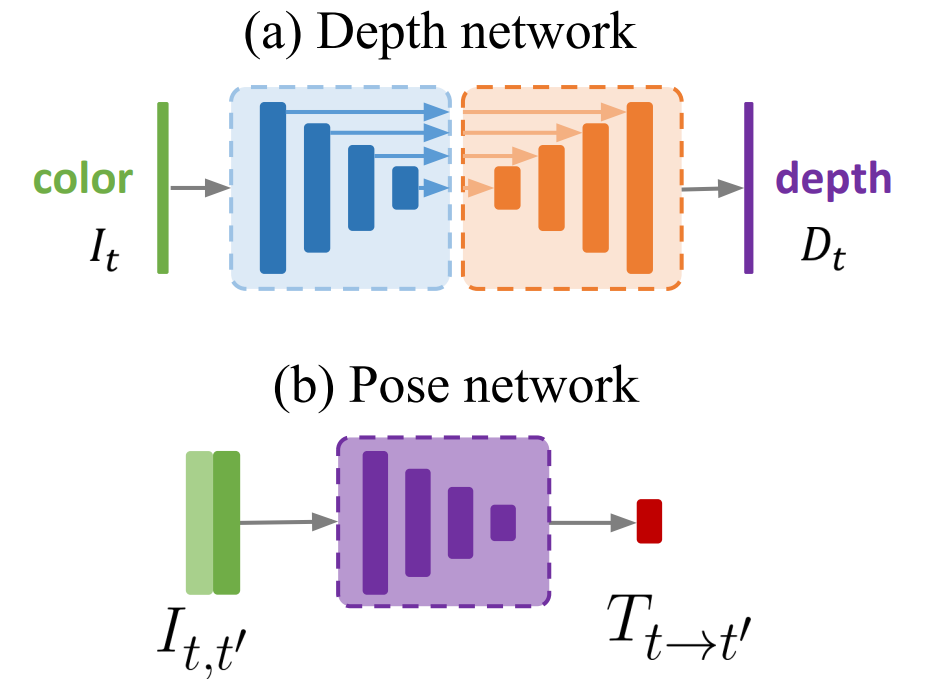 (a) Depth network
color
depth
I_t
D_t
(b) Pose network
I_{t,t'}
T_{t→t'}